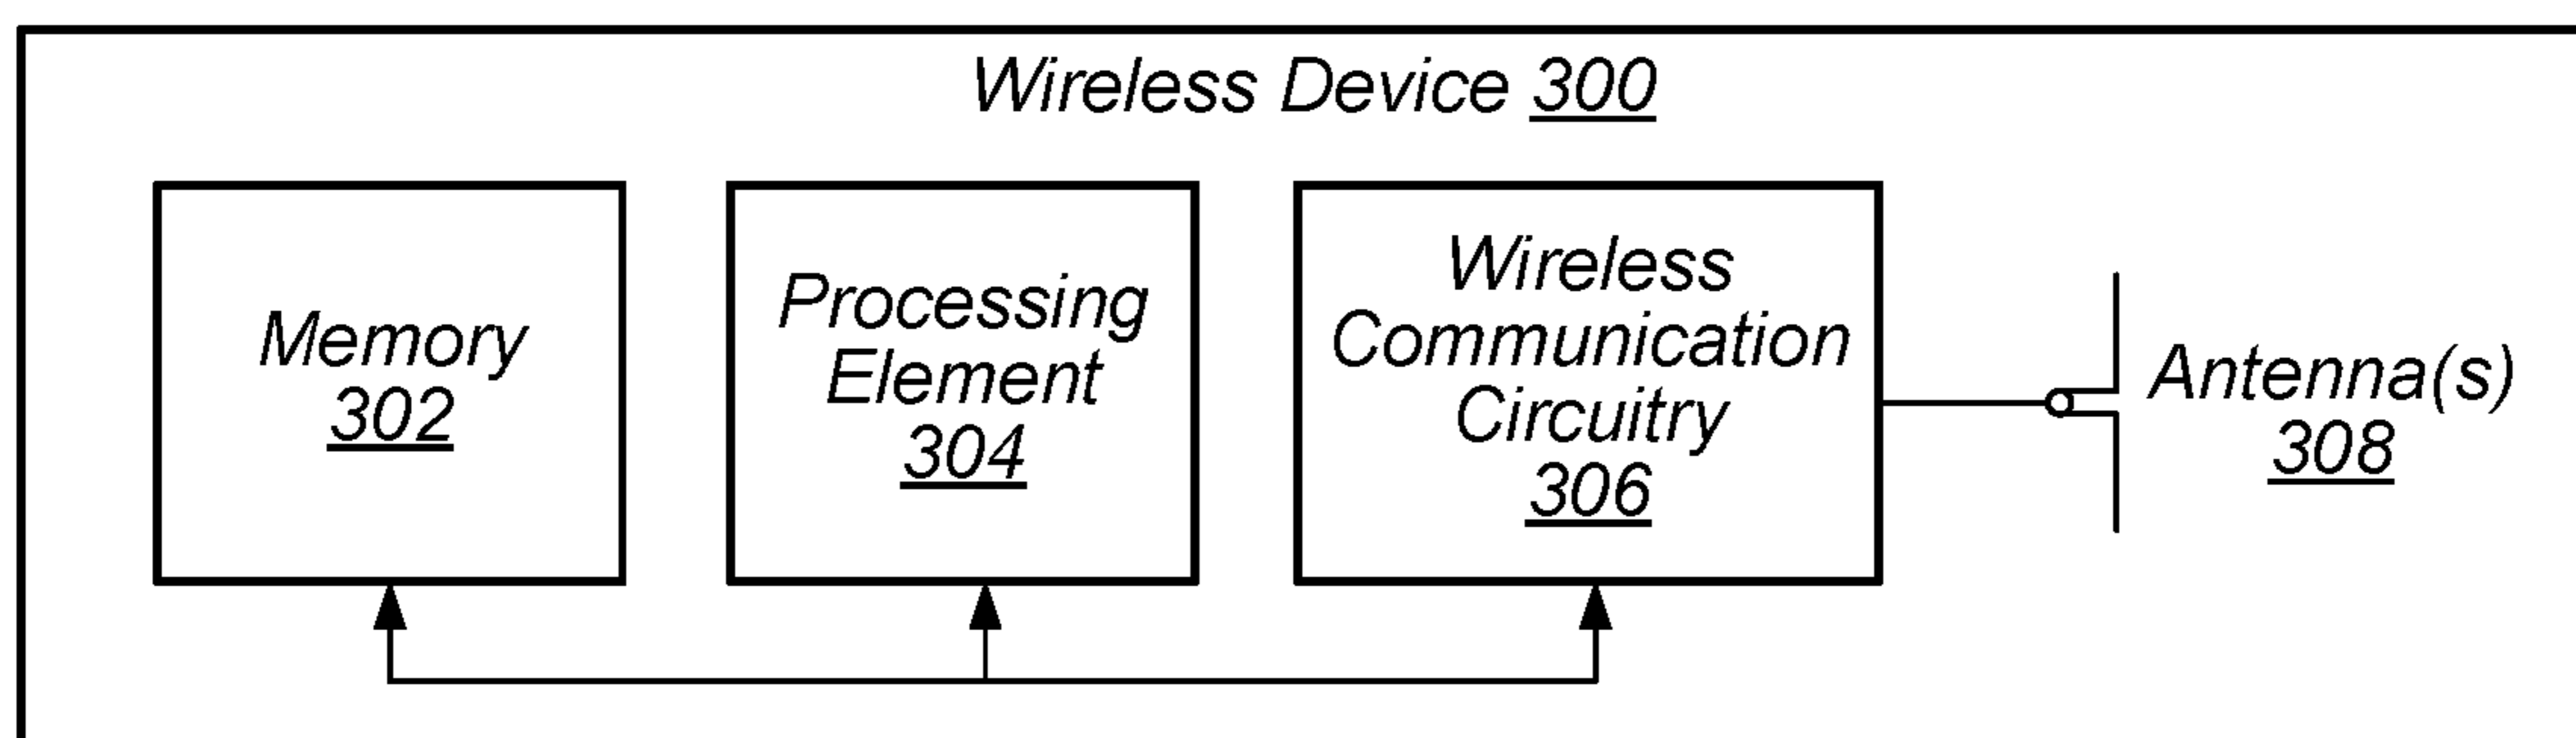 Wireless Device 300
Memory
302
Processing
Element
304
Wireless
Communication
Circuitry
306
Antenna(s)
308